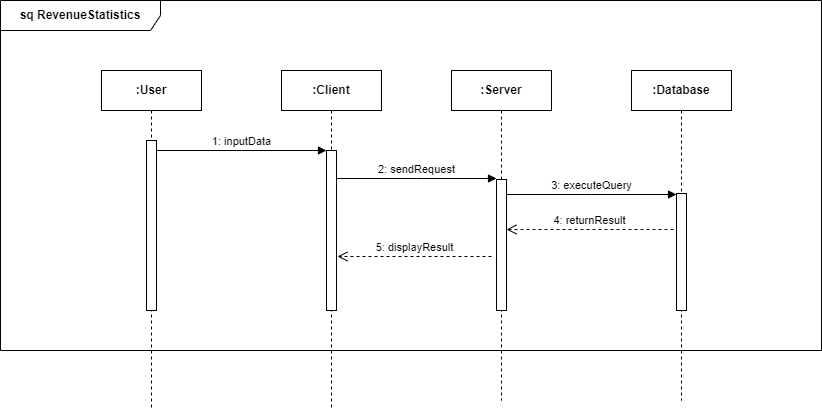 sq RevenueStatistics
:User
:Client
:Server
:Database
1: inputData
2: sendRequest
3: executeQuery
4: returnResult
5: displayResult